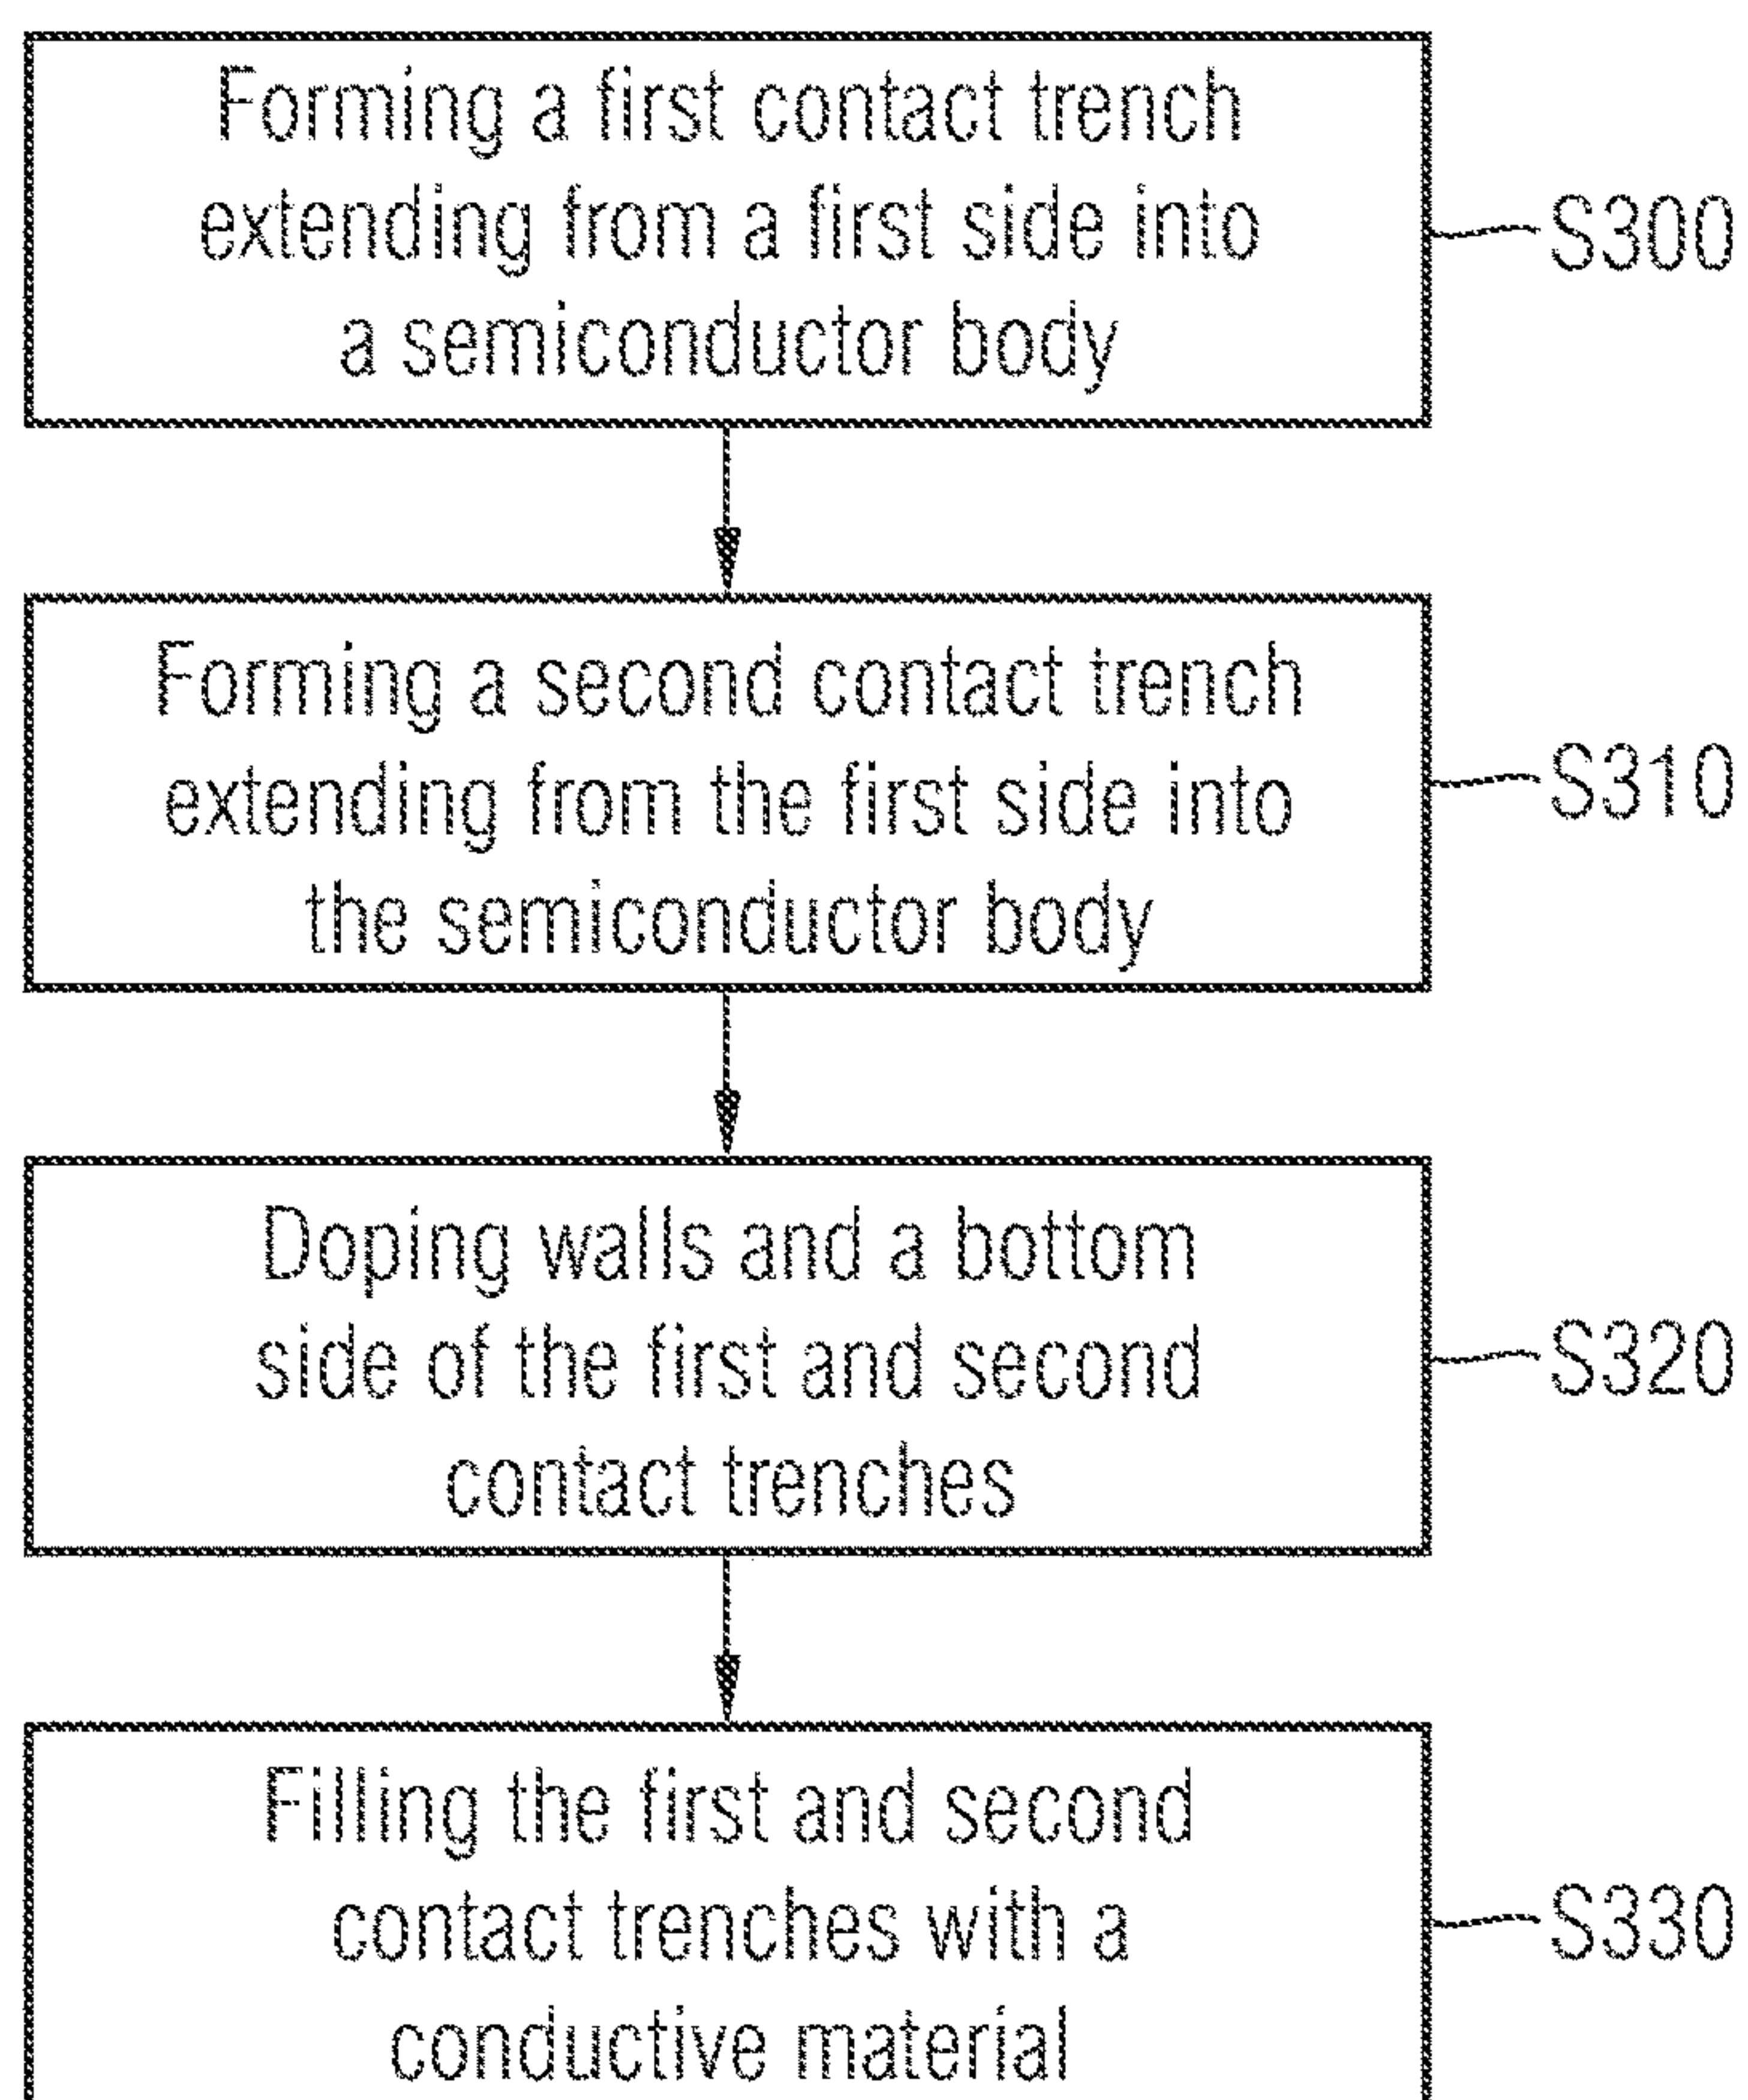 Forming a first contact trench
extending from a first side into
a semiconductor body
S300
Forming a second contact trench
extending from the first side into
the semiconductor body
S310
Doping walls and a bottom
side of the first and second
contact trenches
S320
Filling the first and second
contact trenches with a
conductive material
S330